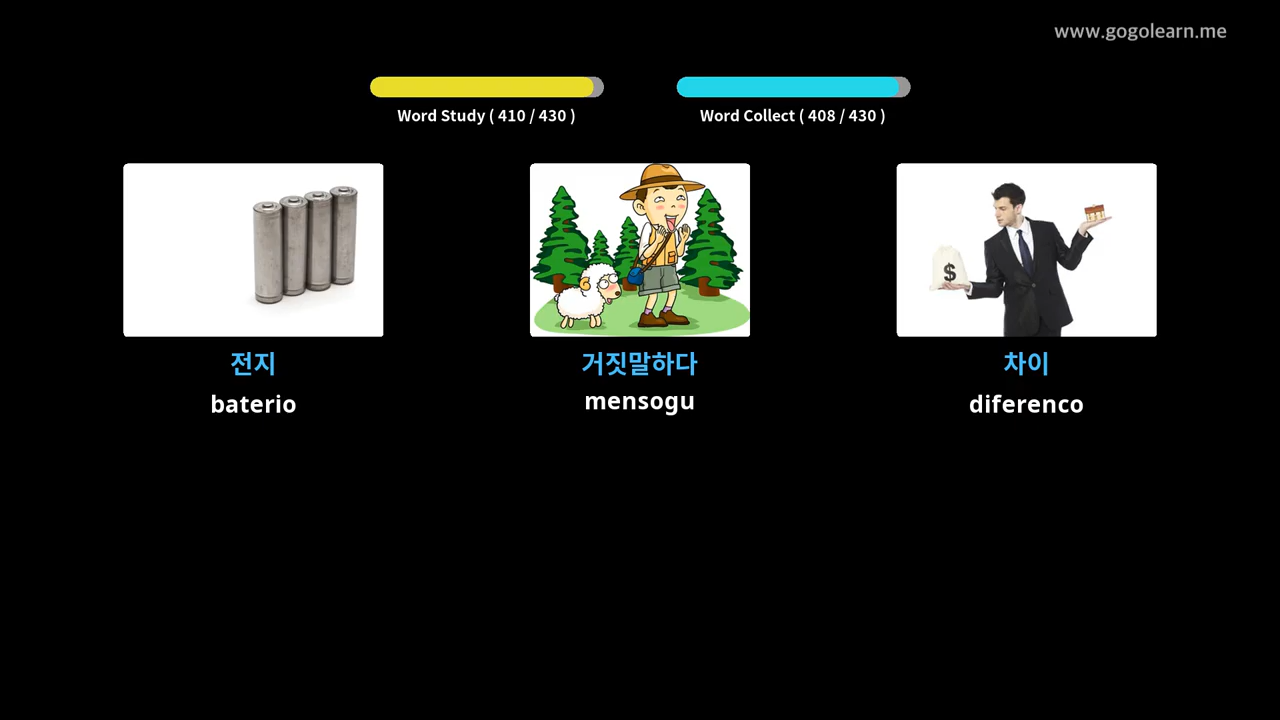 www.gogolearn.me
Word Study ( 410 / 430 )
Word Collect ( 408 / 430 )
전지
baterio
거짓말하다
mensogu
차이
diferenco
$